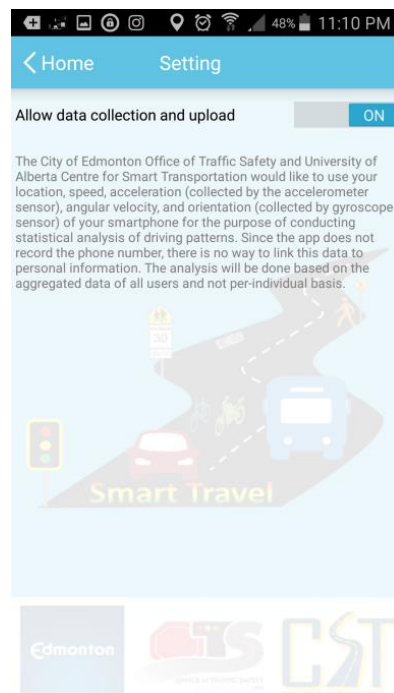 48% 11:10 PM
Home Setting
Allow data collection and upload ON
The City of Edmonton Office of Traffic Safety and University of
Alberta Centre for Smart Transportation would like to use your
location, speed, acceleration (collected by the accelerometer
sensor), angular velocity, and orientation (collected by gyroscope
sensor) of your smartphone for the purpose of conducting
statistical analysis of driving patterns. Since the app does not
record the phone number, there is no way to link this data to
personal information. The analysis will be done based on the
aggregated data of all users and not per-individual basis.
30
Smart Travel
Edmonton
OTS
CST